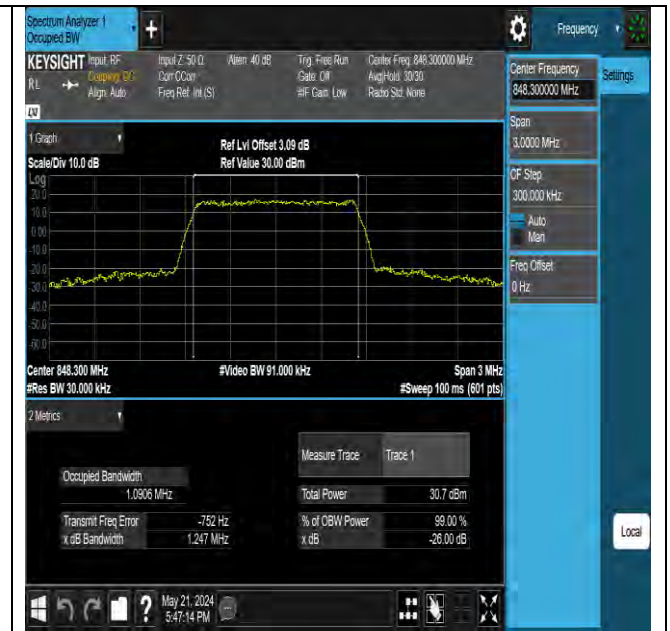 Spectrum Analyzer 1
Occupied BW
+
Frequency
KEYSIGHT Input: RF Input Z: 50 Ω Atten: 40 dB Trig: Free Run Center Freq: 848.300000 MHz
RL Coupling: DC Corr CCorr Gate: Off Avg|Hold: 30/30
Align: Auto Freq Ref: Int (S) #IF Gain: Low Radio Std: None
LW
Center Frequency
848.300000 MHz
Settings
Span
3.0000 MHz
CF Step
300.000 kHz
Auto
Man
Freq Offset
0 Hz
1 Graph
Ref Lvl Offset 3.09 dB
Scale/Div 10.0 dB Ref Value 30.00 dBm
Log
20.0
10.0
0.00
-10.0
-20.0
-30.0
-40.0
-50.0
-60.0
Center 848.300 MHz #Video BW 91.000 kHz Span 3 MHz
#Res BW 30.000 kHz #Sweep 100 ms (601 pts)
2 Metrics
Measure Trace Trace 1
Occupied Bandwidth
1.0906 MHz Total Power 30.7 dBm
Transmit Freq Error -752 Hz % of OBW Power 99.00 %
x dB Bandwidth 1.247 MHz x dB -26.00 dB
Local
? May 21, 2024
5:47:14 PM